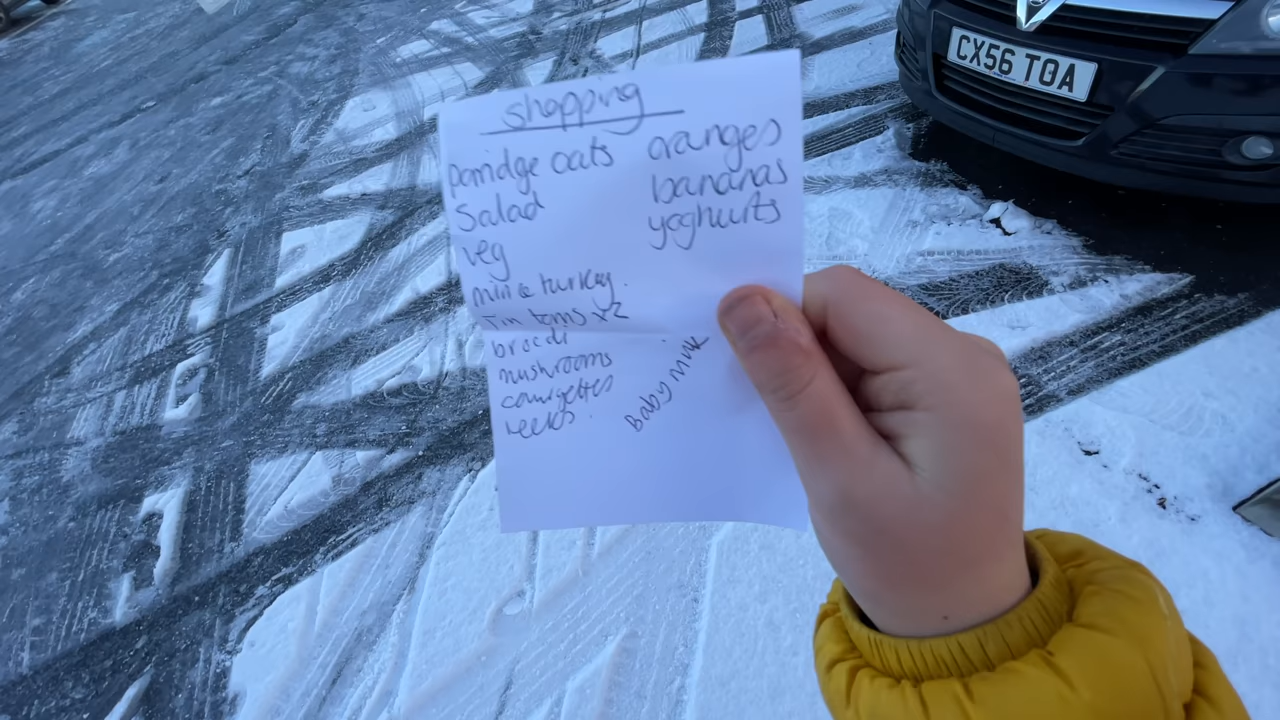 shopping
porridge oats
Salad
veg
mince turkey
Tin toms x2
brocoli
mushrooms
courgettes
leeks
oranges
bananas
yoghurts
Baby milk
CX56 TOA